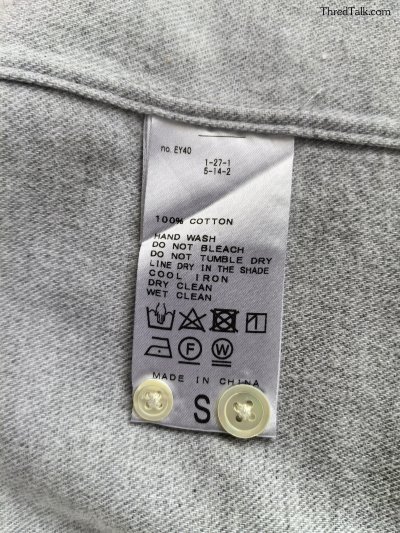 ThredTalk.com
no. EY40
1-27-1
5-14-2
100% COTTON
HAND WASH
DO NOT BLEACH
DO NOT TUMBLE DRY
LINE DRY IN THE SHADE
COOL IRON
DRY CLEAN
WET CLEAN
F W
MADE IN CHINA
S